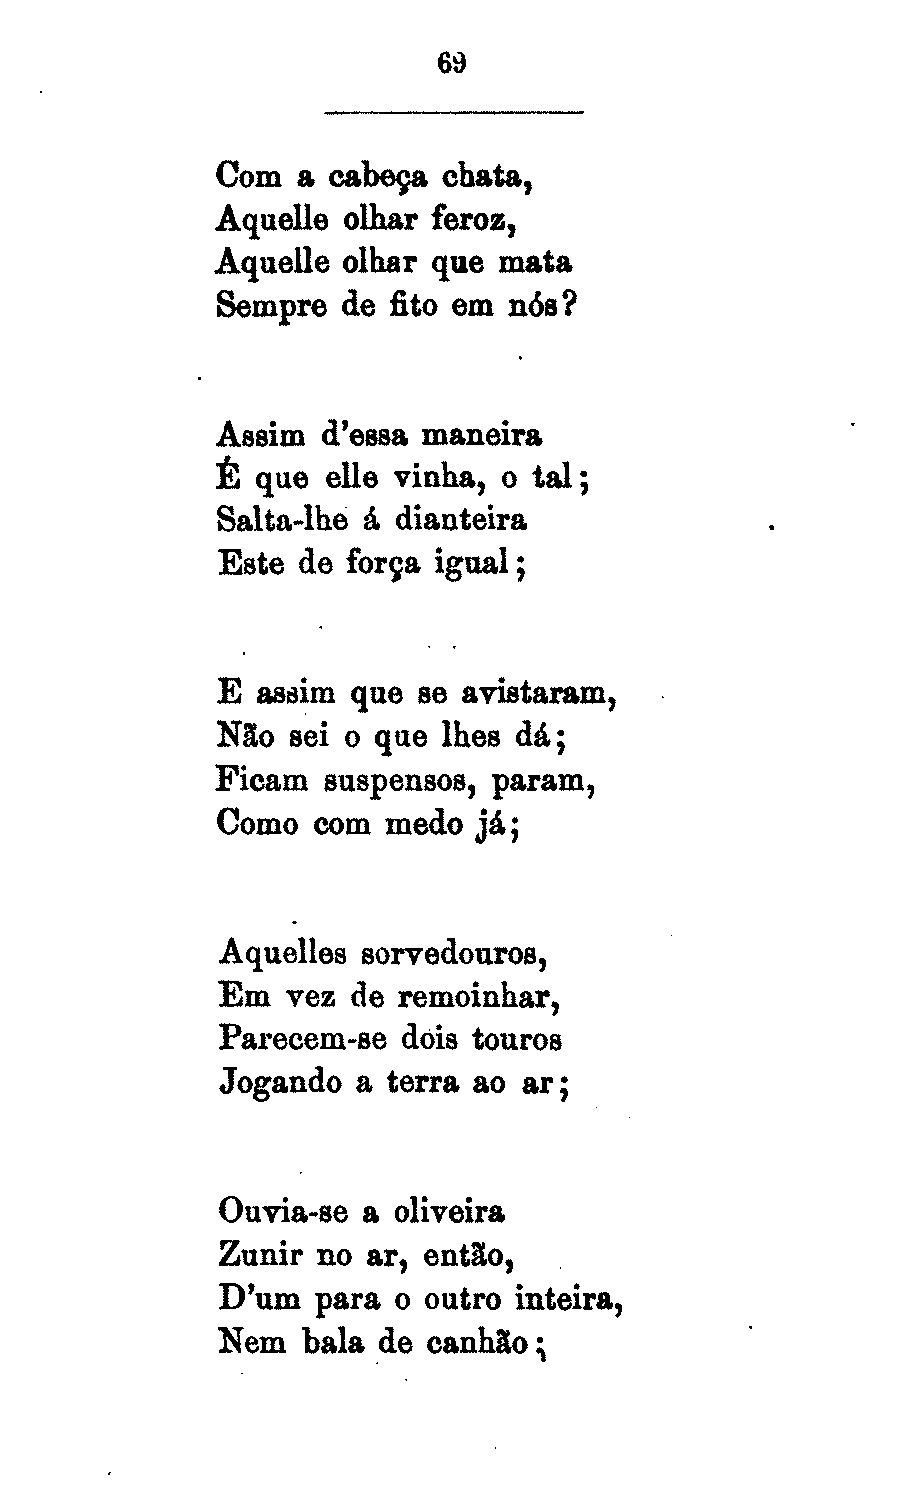 69
Com a cabeça chata,
Aquelle olhar feroz,
Aquelle olhar que mata
Sempre de fito em nós?
Assim d'essa maneira
É que elle vinha, o tal;
Salta-lhe á dianteira
Este de força igual;
E assim que se avistaram,
Não sei o que lhes dá;
Ficam suspensos, param,
Como com medo já;
Aquelles sorvedouros,
Em vez de remoinhar,
Parecem-se dois touros
Jogando a terra ao ar;
Ouvia-se a oliveira
Zunir no ar, então,
D'um para o outro inteira,
Nem bala de canhão;